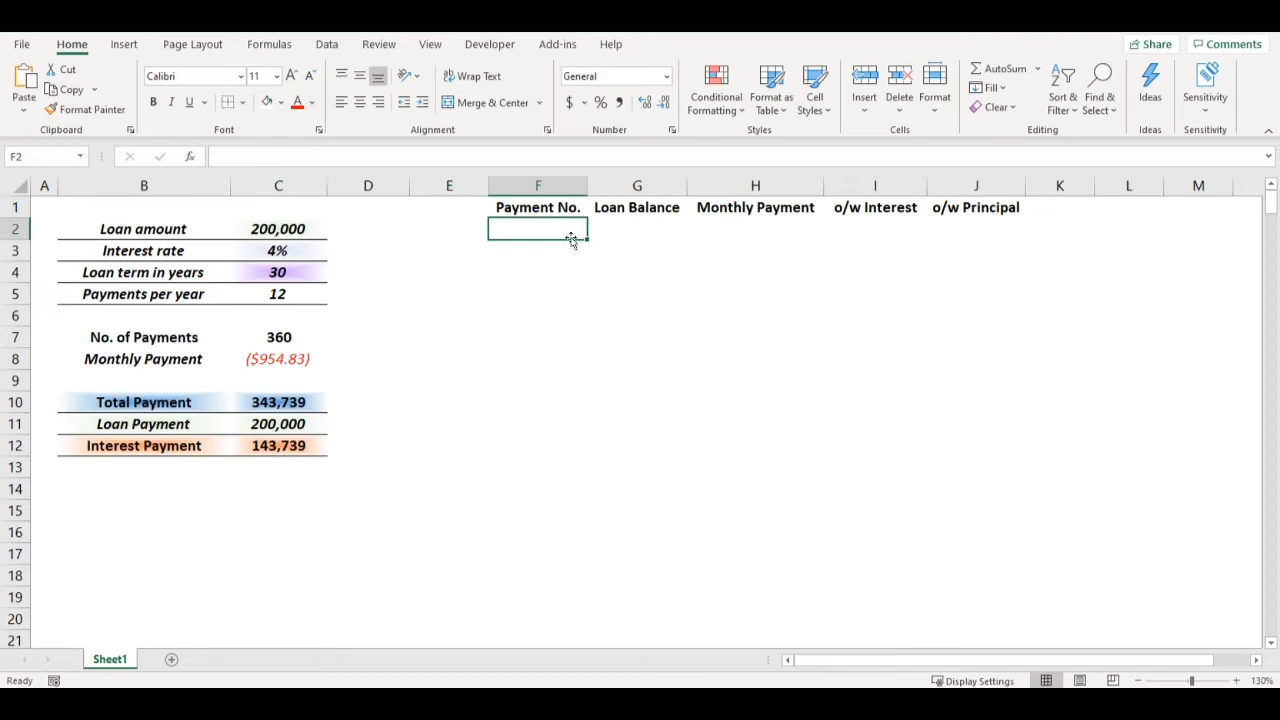 File Home Insert Page Layout Formulas Data Review View Developer Add-ins Help Share Comments
Paste Cut Copy Format Painter Clipboard
Calibri 11 A A B I U A Font
Wrap Text Merge & Center Alignment
General $ % Number
Conditional Formatting Format as Table Cell Styles Styles
Insert Delete Format Cells
AutoSum Fill Clear Sort & Filter Find & Select Editing
Ideas Ideas
Sensitivity Sensitivity
F2 fx
A B C D E F G H I J K L M
1 Payment No. Loan Balance Monthly Payment o/w Interest o/w Principal
2 Loan amount 200,000
3 Interest rate 4%
4 Loan term in years 30
5 Payments per year 12
6
7 No. of Payments 360
8 Monthly Payment ($954.83)
9
10 Total Payment 343,739
11 Loan Payment 200,000
12 Interest Payment 143,739
13
14
15
16
17
18
19
20
21
Sheet1
Ready Display Settings 130%